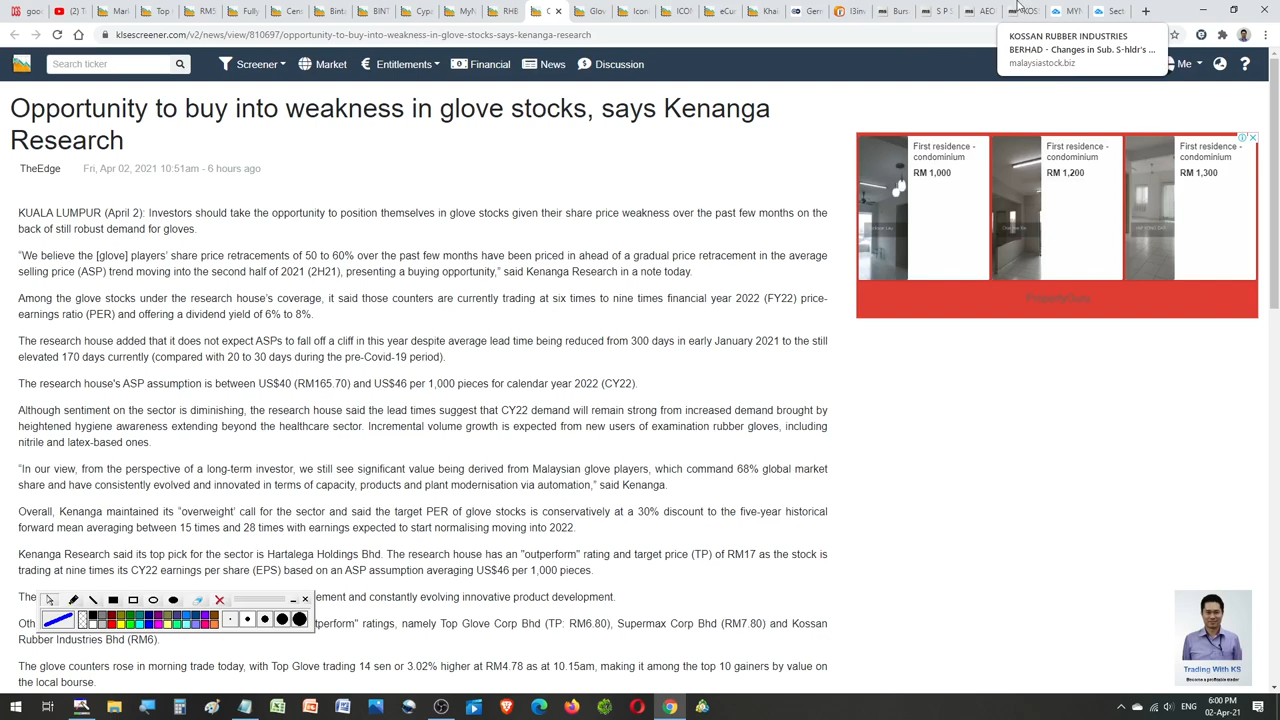 [ Mar
Top
[ Ken
RM5
Fu
Cens
Binta
BINT
Cyp
MyN
RHB
C
Glov
Icon
ICON
eCu
Khai
Gen
I3inv
Burs
S P S
AEC
KOS
My
Sect
klsescreener.com/v2/news/view/810697/opportunity-to-buy-into-weakness-in-glove-stocks-says-kenanga-research
KOSSAN RUBBER INDUSTRIES
BERHAD - Changes in Sub. S-hldr's ...
malaysiastock.biz
Search ticker
Screener
Market
Entitlements
Financial
News
Discussion
Me
Opportunity to buy into weakness in glove stocks, says Kenanga
Research
TheEdge Fri, Apr 02, 2021 10:51am - 6 hours ago
KUALA LUMPUR (April 2): Investors should take the opportunity to position themselves in glove stocks given their share price weakness over the past few months on the
back of still robust demand for gloves.
“We believe the [glove] players’ share price retracements of 50 to 60% over the past few months have been priced in ahead of a gradual price retracement in the average
selling price (ASP) trend moving into the second half of 2021 (2H21), presenting a buying opportunity,” said Kenanga Research in a note today.
Among the glove stocks under the research house’s coverage, it said those counters are currently trading at six times to nine times financial year 2022 (FY22) price-
earnings ratio (PER) and offering a dividend yield of 6% to 8%.
The research house added that it does not expect ASPs to fall off a cliff in this year despite average lead time being reduced from 300 days in early January 2021 to the still
elevated 170 days currently (compared with 20 to 30 days during the pre-Covid-19 period).
The research house's ASP assumption is between US$40 (RM165.70) and US$46 per 1,000 pieces for calendar year 2022 (CY22).
Although sentiment on the sector is diminishing, the research house said the lead times suggest that CY22 demand will remain strong from increased demand brought by
heightened hygiene awareness extending beyond the healthcare sector. Incremental volume growth is expected from new users of examination rubber gloves, including
nitrile and latex-based ones.
“In our view, from the perspective of a long-term investor, we still see significant value being derived from Malaysian glove players, which command 68% global market
share and have consistently evolved and innovated in terms of capacity, products and plant modernisation via automation,” said Kenanga.
Overall, Kenanga maintained its “overweight’ call for the sector and said the target PER of glove stocks is conservatively at a 30% discount to the five-year historical
forward mean averaging between 15 times and 28 times with earnings expected to start normalising moving into 2022.
Kenanga Research said its top pick for the sector is Hartalega Holdings Bhd. The research house has an "outperform” rating and target price (TP) of RM17 as the stock is
trading at nine times its CY22 earnings per share (EPS) based on an ASP assumption averaging US$46 per 1,000 pieces.
The ement and constantly evolving innovative product development.
Oth tperform” ratings, namely Top Glove Corp Bhd (TP: RM6.80), Supermax Corp Bhd (RM7.80) and Kossan
Rubber Industries Bhd (RM6).
The glove counters rose in morning trade today, with Top Glove trading 14 sen or 3.02% higher at RM4.78 as at 10.15am, making it among the top 10 gainers by value on
the local bourse.
First residence -
condominium
RM 1,000
First residence -
condominium
RM 1,200
First residence -
condominium
RM 1,300
PropertyGuru
Trading With KS
Become a profitable trader
ENG
6:00 PM
02-Apr-21